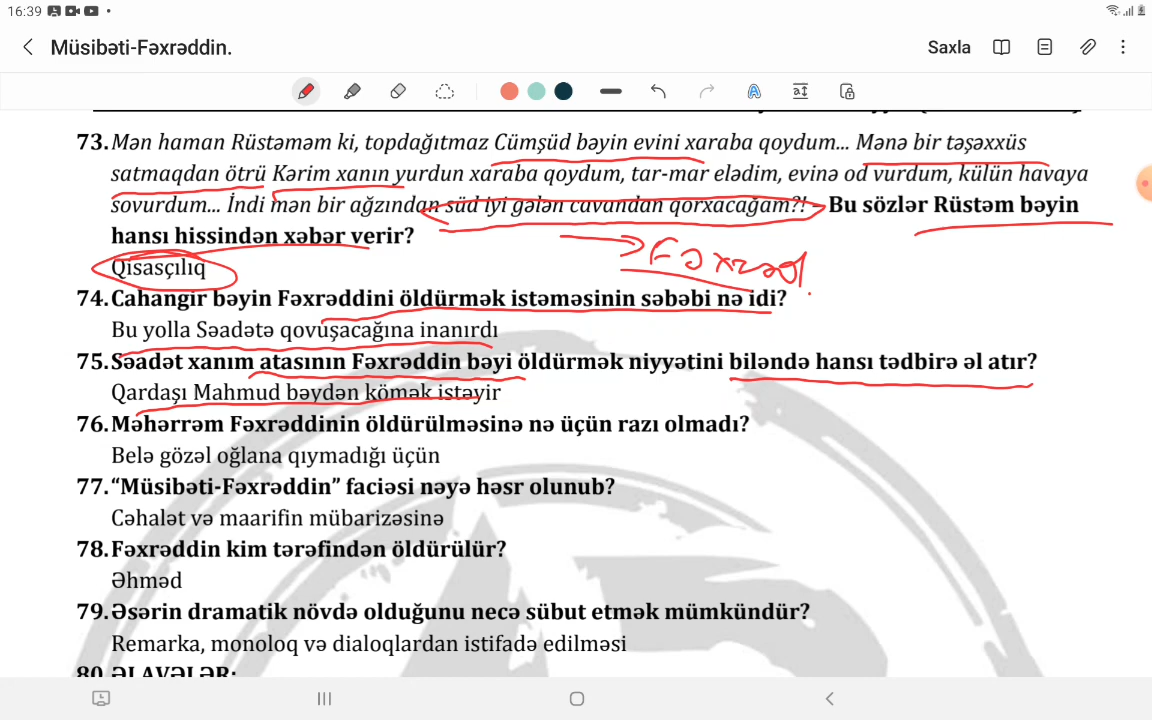 16:39
Müsibəti-Fəxrəddin.
Saxla
73. Mən haman Rüstəməm ki, topdağıtmaz Cümşüd bəyin evini xaraba qoydum... Mənə bir təşəxxüs
satmaqdan ötrü Kərim xanın yurdun xaraba qoydum, tar-mar elədim, evinə od vurdum, külün havaya
sovurdum... İndi mən bir ağzından süd iyi gələn cavandan qorxacağam?! – Bu sözlər Rüstəm bəyin
hansı hissindən xəbər verir?
Fəxrəd.
Qisasçılıq
74. Cahangir bəyin Fəxrəddini öldürmək istəməsinin səbəbi nə idi?
Bu yolla Səadətə qovuşacağına inanırdı
75. Səadət xanım atasının Fəxrəddin bəyi öldürmək niyyətini biləndə hansı tədbirə əl atır?
Qardaşı Mahmud bəydən kömək istəyir
76. Məhərrəm Fəxrəddinin öldürülməsinə nə üçün razı olmadı?
Belə gözəl oğlana qıymadığı üçün
77. “Müsibəti-Fəxrəddin” faciəsi nəyə həsr olunub?
Cəhalət və maarifin mübarizəsinə
78. Fəxrəddin kim tərəfindən öldürülür?
Əhməd
79. Əsərin dramatik növdə olduğunu necə sübut etmək mümkündür?
Remarka, monoloq və dialoqlardan istifadə edilməsi
80. ƏLAVƏLƏR: